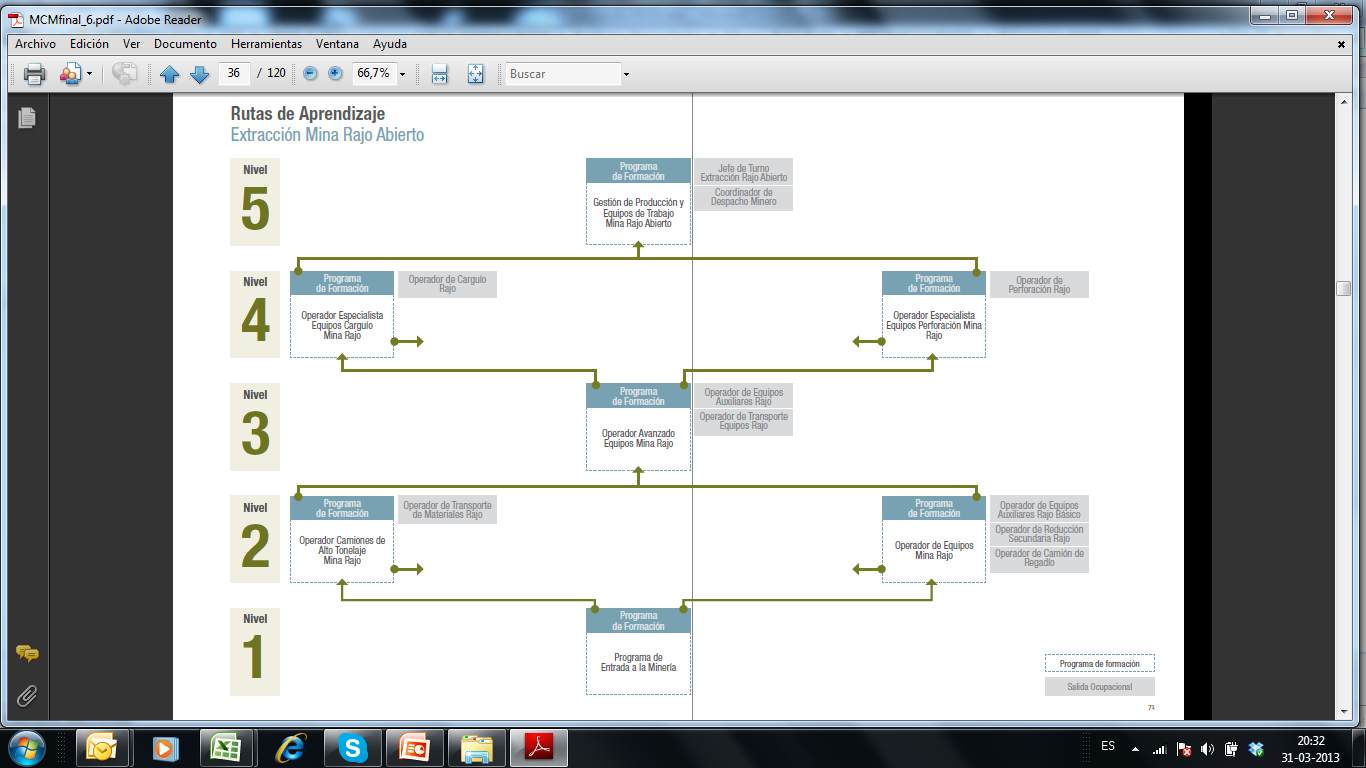 MCMfinal_6.pdf - Adobe Reader
Archivo Edición Ver Documento Herramientas Ventana Ayuda
36 / 120 66,7% Buscar
Rutas de Aprendizaje
Extracción Mina Rajo Abierto
Nivel
5
Programa
de Formación
Gestión de Producción y
Equipos de Trabajo
Mina Rajo Abierto
Jefe de Turno
Extracción Rajo Abierto
Coordinador de
Despacho Minero
Nivel
4
Programa
de Formación
Operador Especialista
Equipos Carguío
Mina Rajo
Operador de Carguío
Rajo
Programa
de Formación
Operador Especialista
Equipos Perforación Mina
Rajo
Operador de
Perforación Rajo
Nivel
3
Programa
de Formación
Operador Avanzado
Equipos Mina Rajo
Operador de Equipos
Auxiliares Rajo
Operador de Transporte
Equipos Rajo
Nivel
2
Programa
de Formación
Operador Camiones de
Alto Tonelaje
Mina Rajo
Operador de Transporte
de Materiales Rajo
Programa
de Formación
Operador de Equipos
Mina Rajo
Operador de Equipos
Auxiliares Rajo Básico
Operador de Reducción
Secundaria Rajo
Operador de Camión de
Regadío
Nivel
1
Programa
de Formación
Programa de
Entrada a la Minería
Programa de formación
Salida Ocupacional
71
ES
20:32
31-03-2013